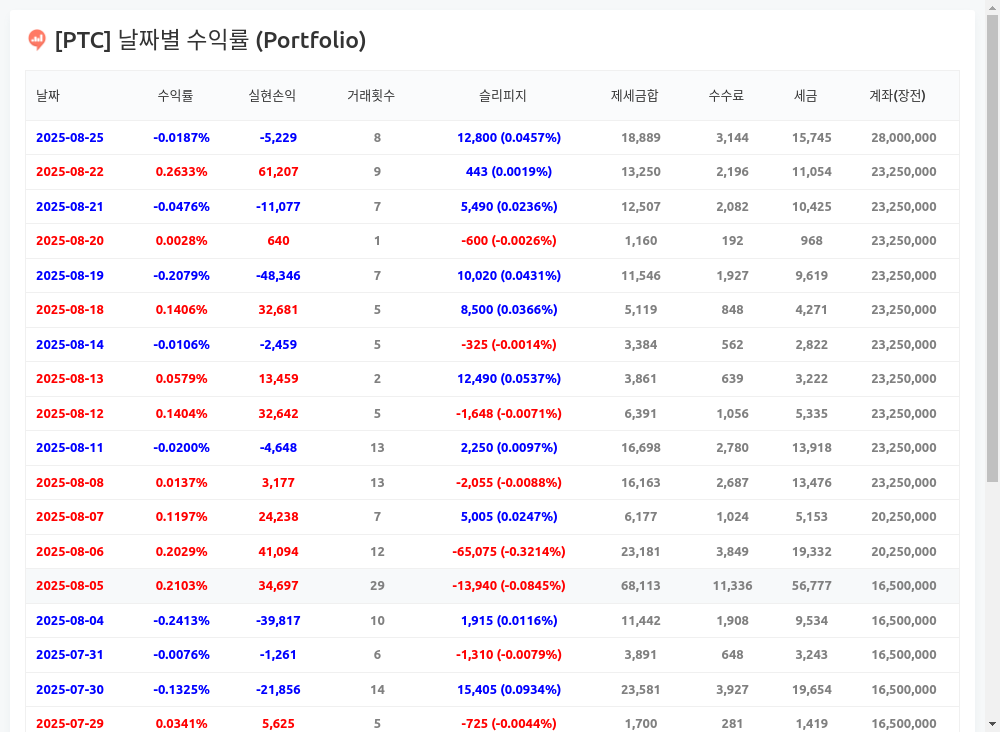 [PTC] 날짜별 수익률 (Portfolio)
날짜 수익률 실현손익 거래횟수 슬리피지 제세금합 수수료 세금 계좌(장전)
2025-08-25 -0.0187% -5,229 8 12,800 (0.0457%) 18,889 3,144 15,745 28,000,000
2025-08-22 0.2633% 61,207 9 443 (0.0019%) 13,250 2,196 11,054 23,250,000
2025-08-21 -0.0476% -11,077 7 5,490 (0.0236%) 12,507 2,082 10,425 23,250,000
2025-08-20 0.0028% 640 1 -600 (-0.0026%) 1,160 192 968 23,250,000
2025-08-19 -0.2079% -48,346 7 10,020 (0.0431%) 11,546 1,927 9,619 23,250,000
2025-08-18 0.1406% 32,681 5 8,500 (0.0366%) 5,119 848 4,271 23,250,000
2025-08-14 -0.0106% -2,459 5 -325 (-0.0014%) 3,384 562 2,822 23,250,000
2025-08-13 0.0579% 13,459 2 12,490 (0.0537%) 3,861 639 3,222 23,250,000
2025-08-12 0.1404% 32,642 5 -1,648 (-0.0071%) 6,391 1,056 5,335 23,250,000
2025-08-11 -0.0200% -4,648 13 2,250 (0.0097%) 16,698 2,780 13,918 23,250,000
2025-08-08 0.0137% 3,177 13 -2,055 (-0.0088%) 16,163 2,687 13,476 23,250,000
2025-08-07 0.1197% 24,238 7 5,005 (0.0247%) 6,177 1,024 5,153 20,250,000
2025-08-06 0.2029% 41,094 12 -65,075 (-0.3214%) 23,181 3,849 19,332 20,250,000
2025-08-05 0.2103% 34,697 29 -13,940 (-0.0845%) 68,113 11,336 56,777 16,500,000
2025-08-04 -0.2413% -39,817 10 1,915 (0.0116%) 11,442 1,908 9,534 16,500,000
2025-07-31 -0.0076% -1,261 6 -1,310 (-0.0079%) 3,891 648 3,243 16,500,000
2025-07-30 -0.1325% -21,856 14 15,405 (0.0934%) 23,581 3,927 19,654 16,500,000
2025-07-29 0.0341% 5,625 5 -725 (-0.0044%) 1,700 281 1,419 16,500,000